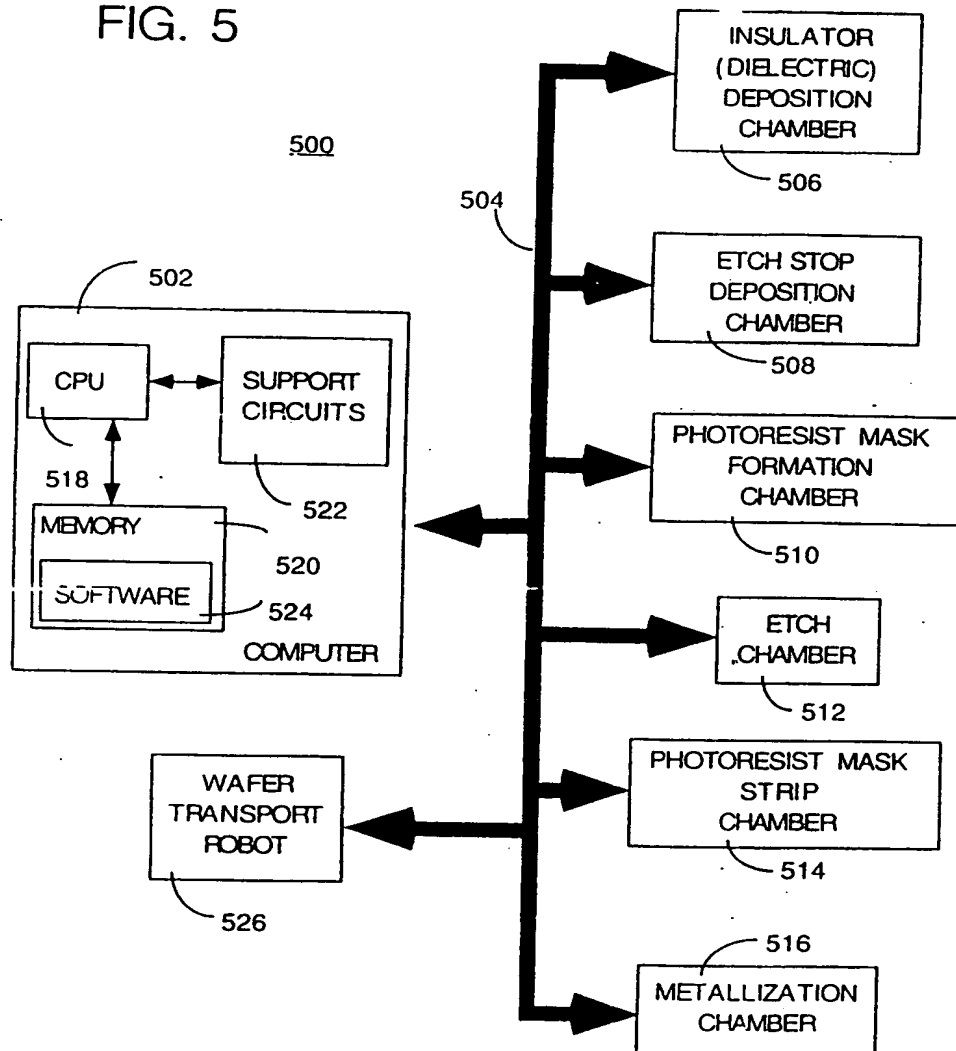 FIG. 5
500
INSULATOR
(DIELECTRIC)
DEPOSITION
CHAMBER
506
504
ETCH STOP
DEPOSITION
CHAMBER
508
502
CPU
518
SUPPORT
CIRCUITS
522
MEMORY
520
SOFTWARE
524
COMPUTER
PHOTORESIST MASK
FORMATION
CHAMBER
510
ETCH
CHAMBER
512
WAFER
TRANSPORT
ROBOT
526
PHOTORESIST MASK
STRIP
CHAMBER
514
516
METALLIZATION
CHAMBER